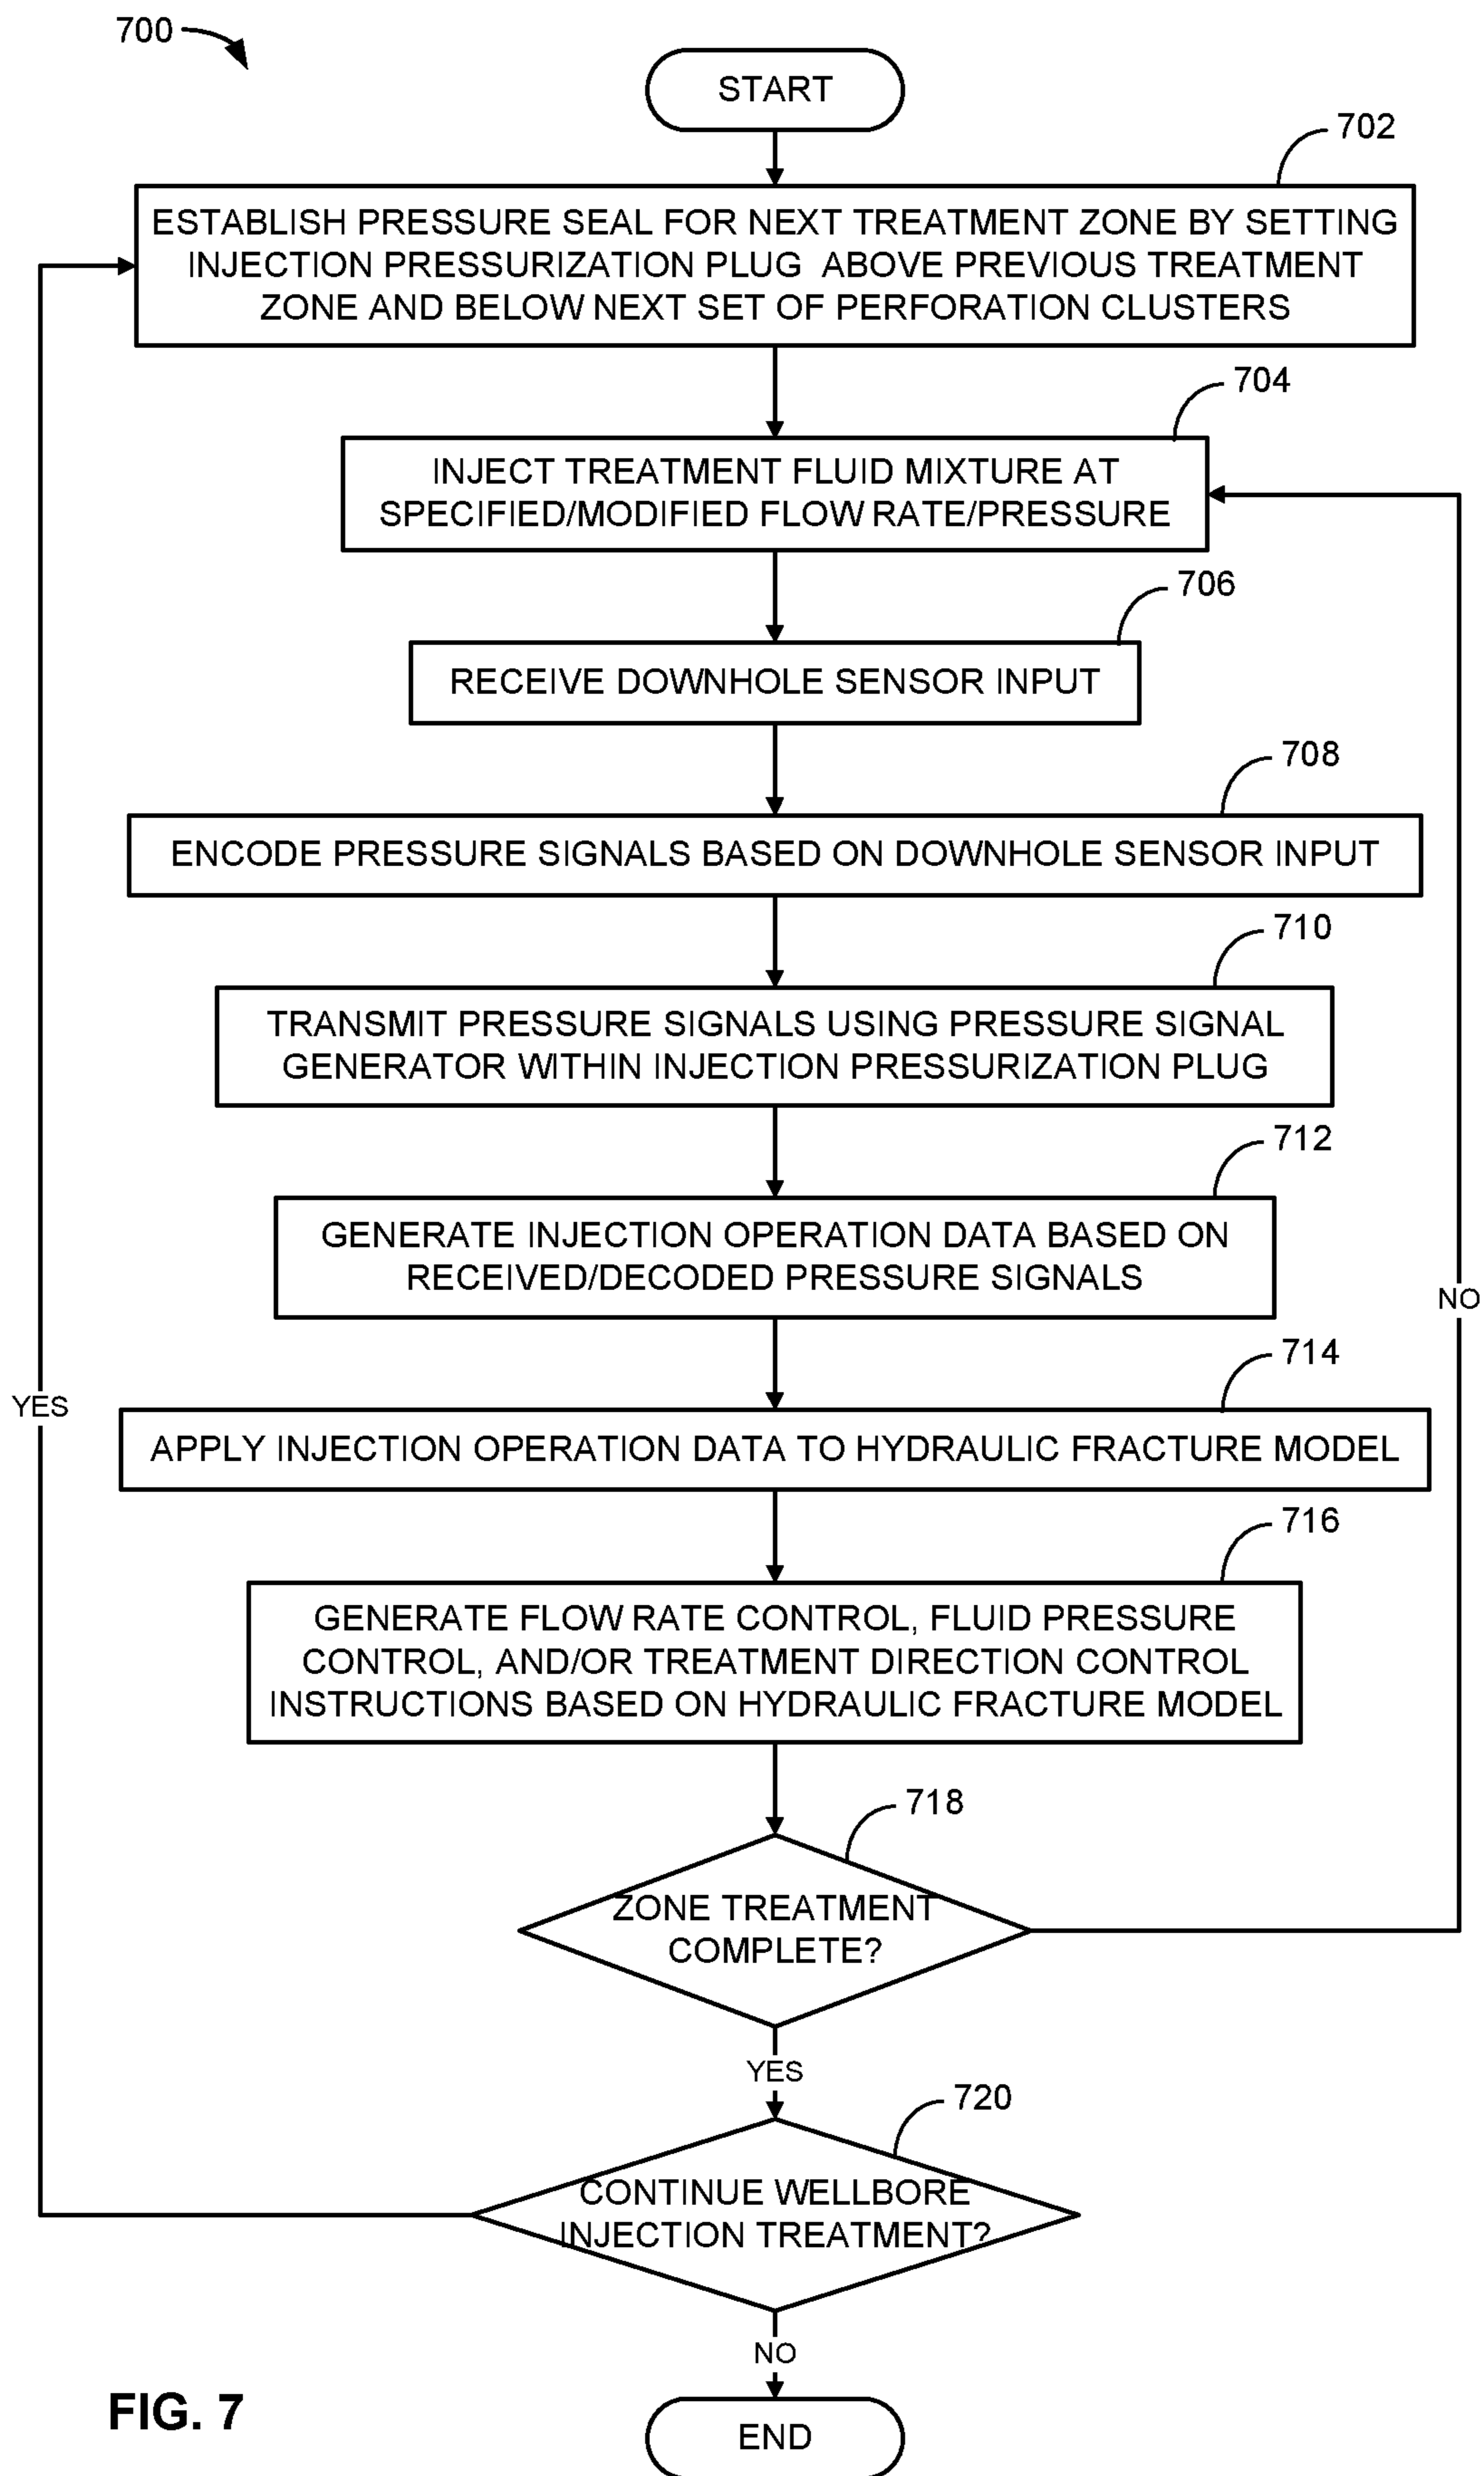 700
START
702
ESTABLISH PRESSURE SEAL FOR NEXT TREATMENT ZONE BY SETTING
INJECTION PRESSURIZATION PLUG ABOVE PREVIOUS TREATMENT
ZONE AND BELOW NEXT SET OF PERFORATION CLUSTERS
704
INJECT TREATMENT FLUID MIXTURE AT
SPECIFIED/MODIFIED FLOW RATE/PRESSURE
706
RECEIVE DOWNHOLE SENSOR INPUT
708
ENCODE PRESSURE SIGNALS BASED ON DOWNHOLE SENSOR INPUT
710
TRANSMIT PRESSURE SIGNALS USING PRESSURE SIGNAL
GENERATOR WITHIN INJECTION PRESSURIZATION PLUG
712
GENERATE INJECTION OPERATION DATA BASED ON
RECEIVED/DECODED PRESSURE SIGNALS
NO
714
YES
APPLY INJECTION OPERATION DATA TO HYDRAULIC FRACTURE MODEL
716
GENERATE FLOW RATE CONTROL, FLUID PRESSURE
CONTROL, AND/OR TREATMENT DIRECTION CONTROL
INSTRUCTIONS BASED ON HYDRAULIC FRACTURE MODEL
718
ZONE TREATMENT
COMPLETE?
YES
720
CONTINUE WELLBORE
INJECTION TREATMENT?
NO
FIG. 7
END